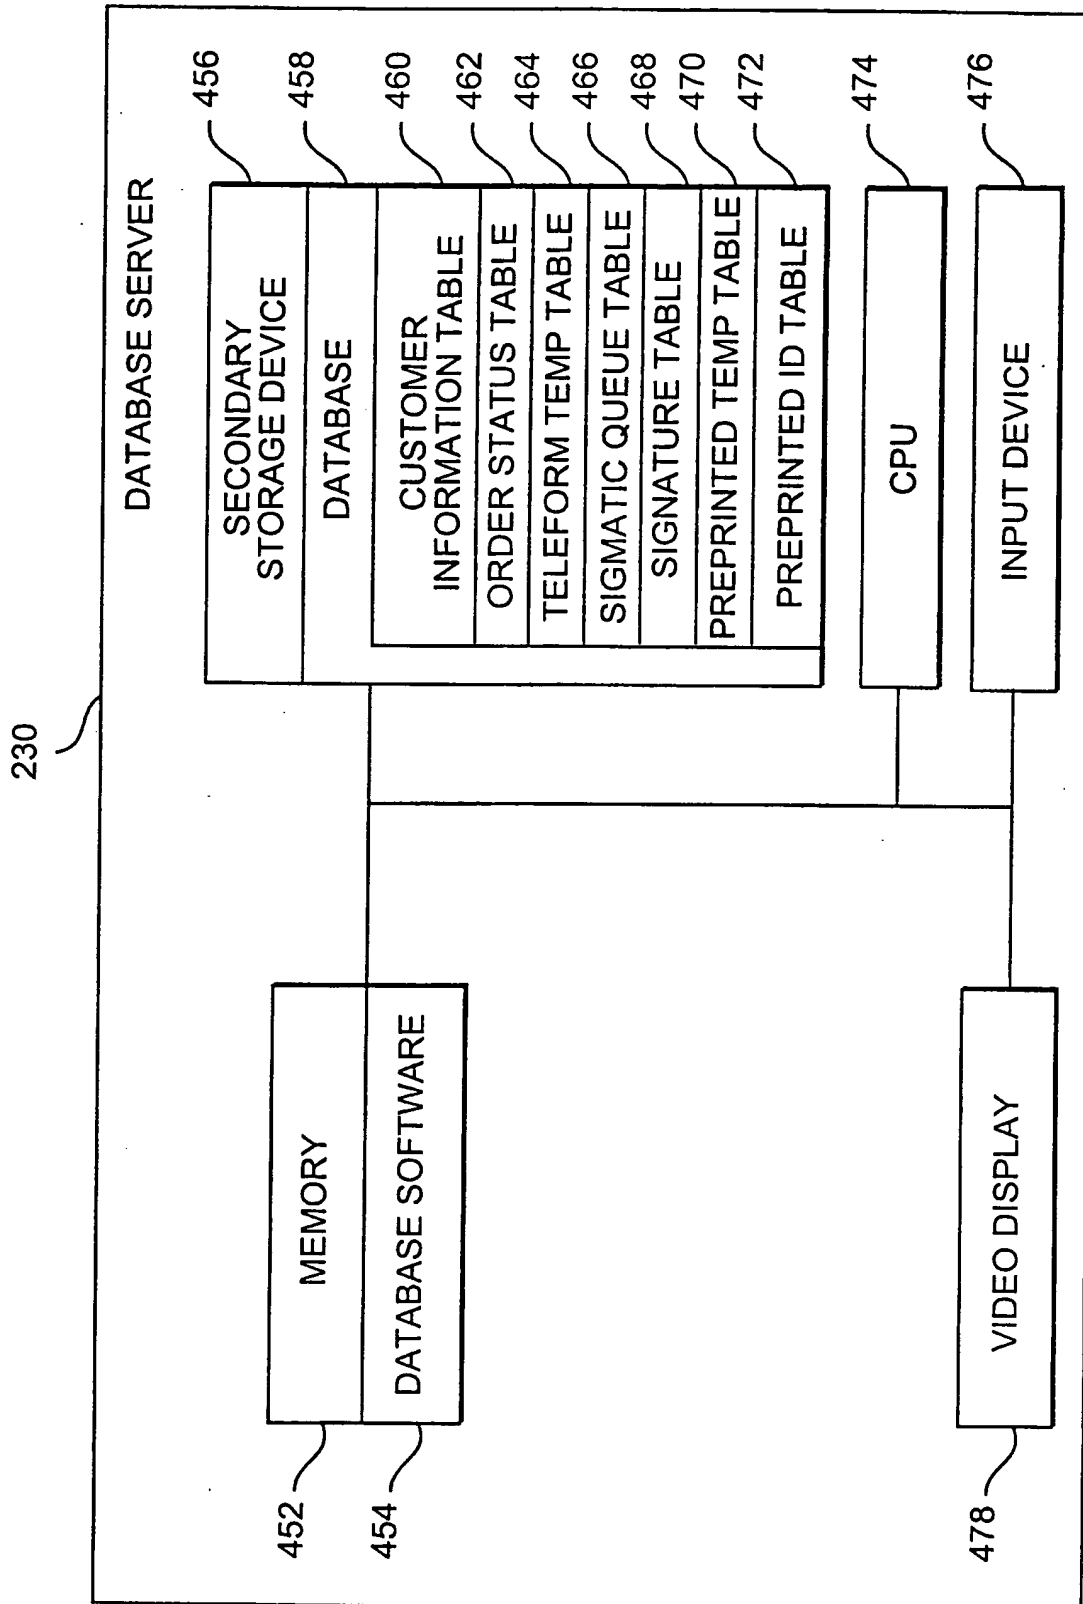 230
DATABASE SERVER
452
MEMORY
454
DATABASE SOFTWARE
SECONDARY
STORAGE DEVICE
456
DATABASE
458
CUSTOMER
INFORMATION TABLE
460
ORDER STATUS TABLE
462
TELEFORM TEMP TABLE
464
SIGMATIC QUEUE TABLE
466
SIGNATURE TABLE
468
PREPRINTED TEMP TABLE
470
PREPRINTED ID TABLE
472
CPU
474
478
VIDEO DISPLAY
INPUT DEVICE
476